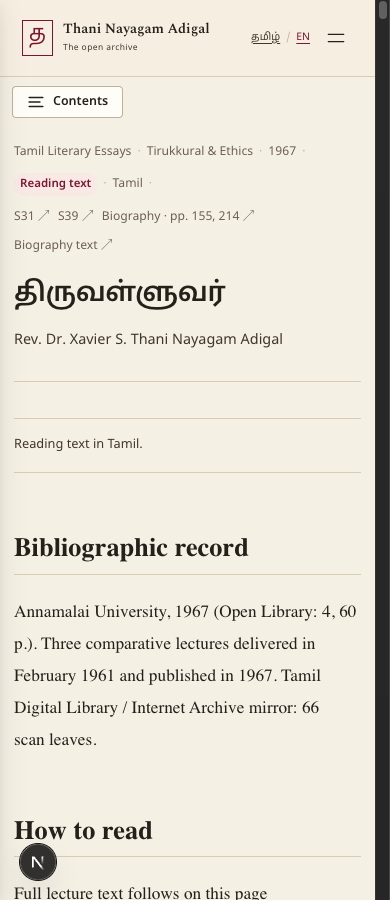 த
Thani Nayagam Adigal
The open archive
தமிழ் / EN
Contents
Tamil Literary Essays · Tirukkural & Ethics · 1967 ·
Reading text · Tamil ·
S31 ↗ S39 ↗ Biography · pp. 155, 214 ↗
Biography text ↗
திருவள்ளுவர்
Rev. Dr. Xavier S. Thani Nayagam Adigal
Reading text in Tamil.
Bibliographic record
Annamalai University, 1967 (Open Library: 4, 60
p.). Three comparative lectures delivered in
February 1961 and published in 1967. Tamil
Digital Library / Internet Archive mirror: 66
scan leaves.
How to read
N
Full lecture text follows on this page